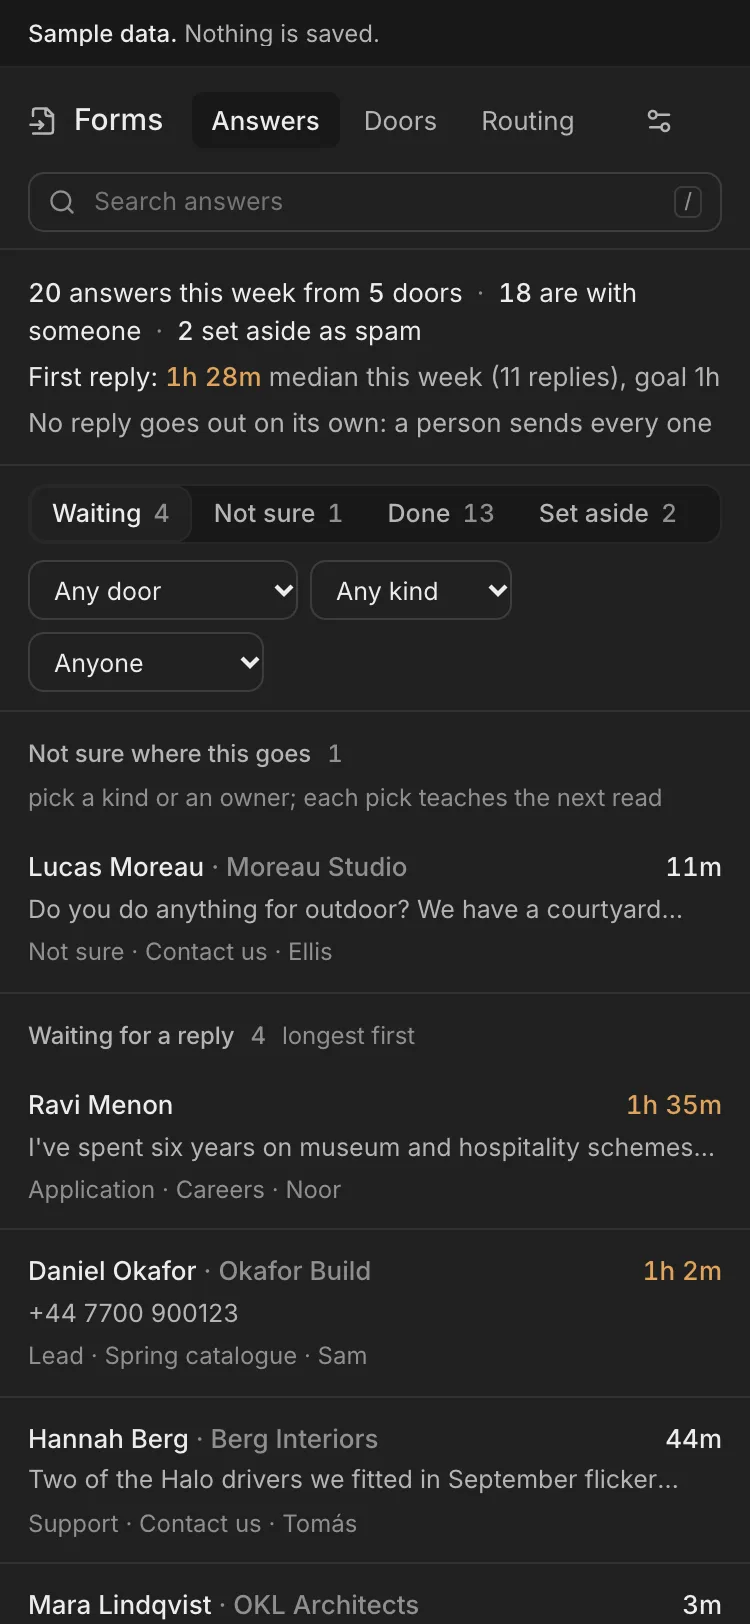 Sample data. Nothing is saved.
Forms Answers Doors Routing
Search answers /
20 answers this week from 5 doors · 18 are with
someone · 2 set aside as spam
First reply: 1h 28m median this week (11 replies), goal 1h
No reply goes out on its own: a person sends every one
Waiting 4 Not sure 1 Done 13 Set aside 2
Any door Any kind
Anyone
Not sure where this goes 1
pick a kind or an owner; each pick teaches the next read
Lucas Moreau · Moreau Studio 11m
Do you do anything for outdoor? We have a courtyard...
Not sure · Contact us · Ellis
Waiting for a reply 4 longest first
Ravi Menon 1h 35m
I've spent six years on museum and hospitality schemes...
Application · Careers · Noor
Daniel Okafor · Okafor Build 1h 2m
+44 7700 900123
Lead · Spring catalogue · Sam
Hannah Berg · Berg Interiors 44m
Two of the Halo drivers we fitted in September flicker...
Support · Contact us · Tomás
Mara Lindqvist · OKL Architects 3m